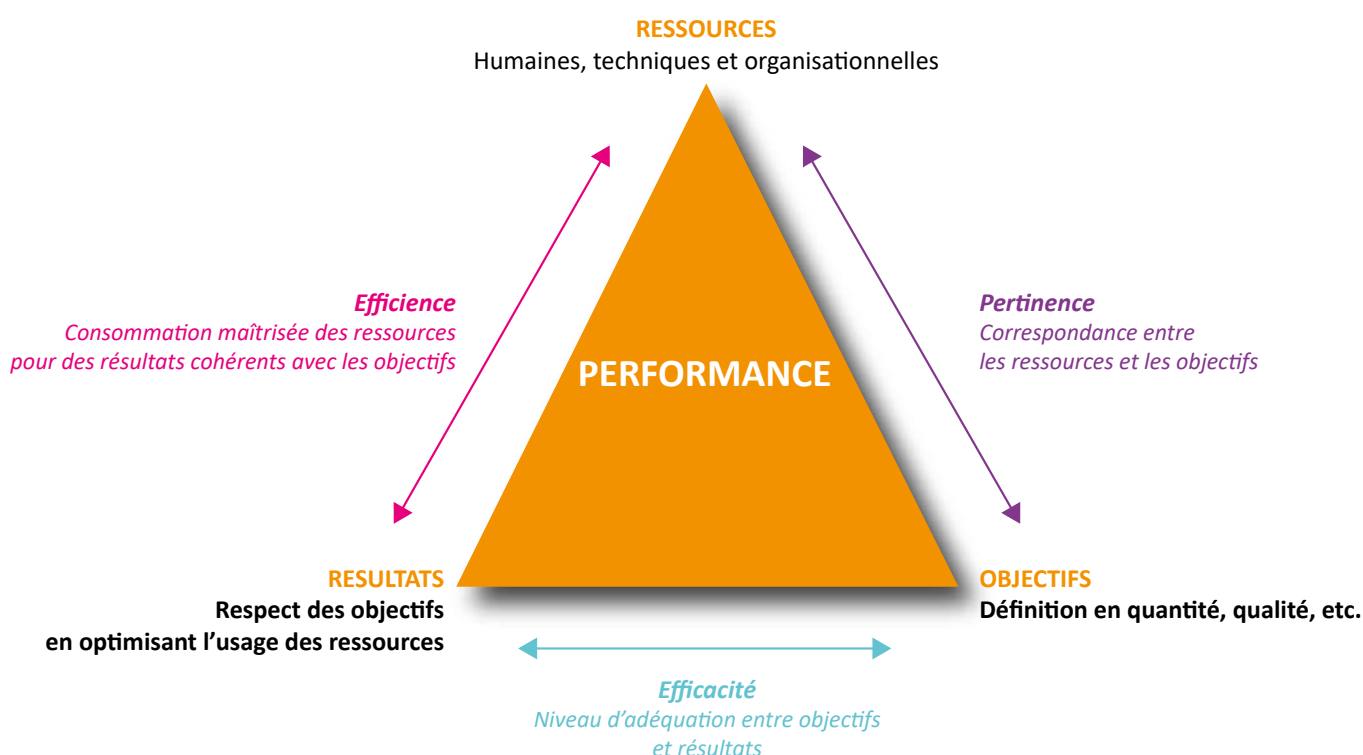 RESSOURCES
Humaines, techniques et organisationnelles
Efficience
Consommation maîtrisée des ressources
pour des résultats cohérents avec les objectifs
Pertinence
Correspondance entre
les ressources et les objectifs
PERFORMANCE
RESULTATS
Respect des objectifs
en optimisant l’usage des ressources
OBJECTIFS
Définition en quantité, qualité, etc.
Efficacité
Niveau d’adéquation entre objectifs
et résultats